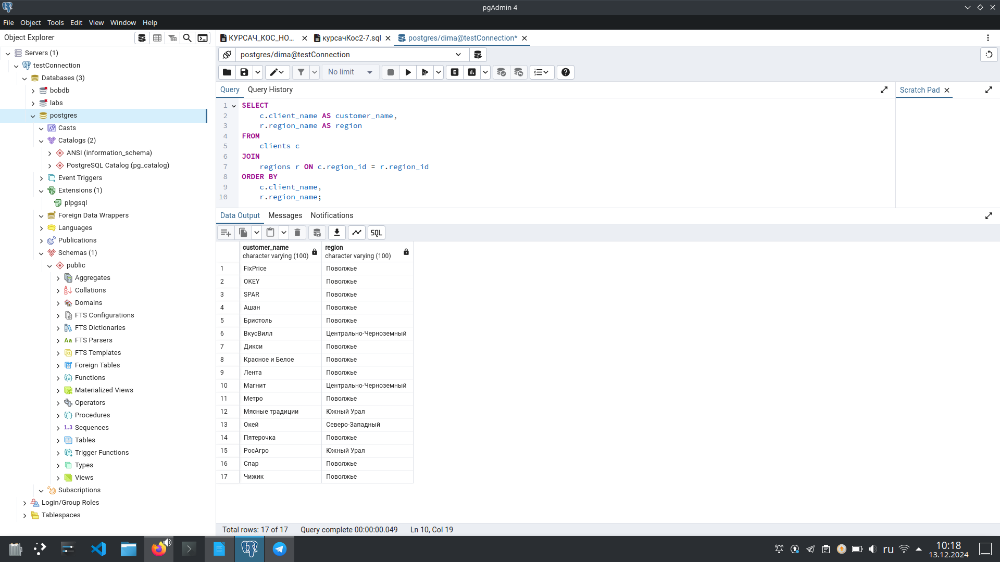 pgAdmin 4
File Object Tools Edit View Window Help
Object Explorer
КУРСАЧ_КОС_НО...
курсачКос2-7.sql
postgres/dima@testConnection*
Servers (1)
testConnection
Databases (3)
bobdb
labs
postgres
Casts
Catalogs (2)
ANSI (information_schema)
PostgreSQL Catalog (pg_catalog)
Event Triggers
Extensions (1)
plpgsql
Foreign Data Wrappers
Languages
Publications
Schemas (1)
public
Aggregates
Collations
Domains
FTS Configurations
FTS Dictionaries
Aa FTS Parsers
FTS Templates
Foreign Tables
Functions
Materialized Views
Operators
Procedures
1..3 Sequences
Tables
Trigger Functions
Types
Views
Subscriptions
Login/Group Roles
Tablespaces
postgres/dima@testConnection
No limit
E
Query Query History
Scratch Pad
1 SELECT
2 c.client_name AS customer_name,
3 r.region_name AS region
4 FROM
5 clients c
6 JOIN
7 regions r ON c.region_id = r.region_id
8 ORDER BY
9 c.client_name,
10 r.region_name;
Data Output Messages Notifications
SQL
customer_name region
character varying (100) character varying (100)
1 FixPrice Поволжье
2 OKEY Поволжье
3 SPAR Поволжье
4 Ашан Поволжье
5 Бристоль Поволжье
6 ВкусВилл Центрально-Черноземный
7 Дикси Поволжье
8 Красное и Белое Поволжье
9 Лента Поволжье
10 Магнит Центрально-Черноземный
11 Метро Поволжье
12 Мясные традиции Южный Урал
13 Окей Северо-Западный
14 Пятерочка Поволжье
15 РосАгро Южный Урал
16 Спар Поволжье
17 Чижик Поволжье
Total rows: 17 of 17 Query complete 00:00:00.049 Ln 10, Col 19
ru
10:18
13.12.2024